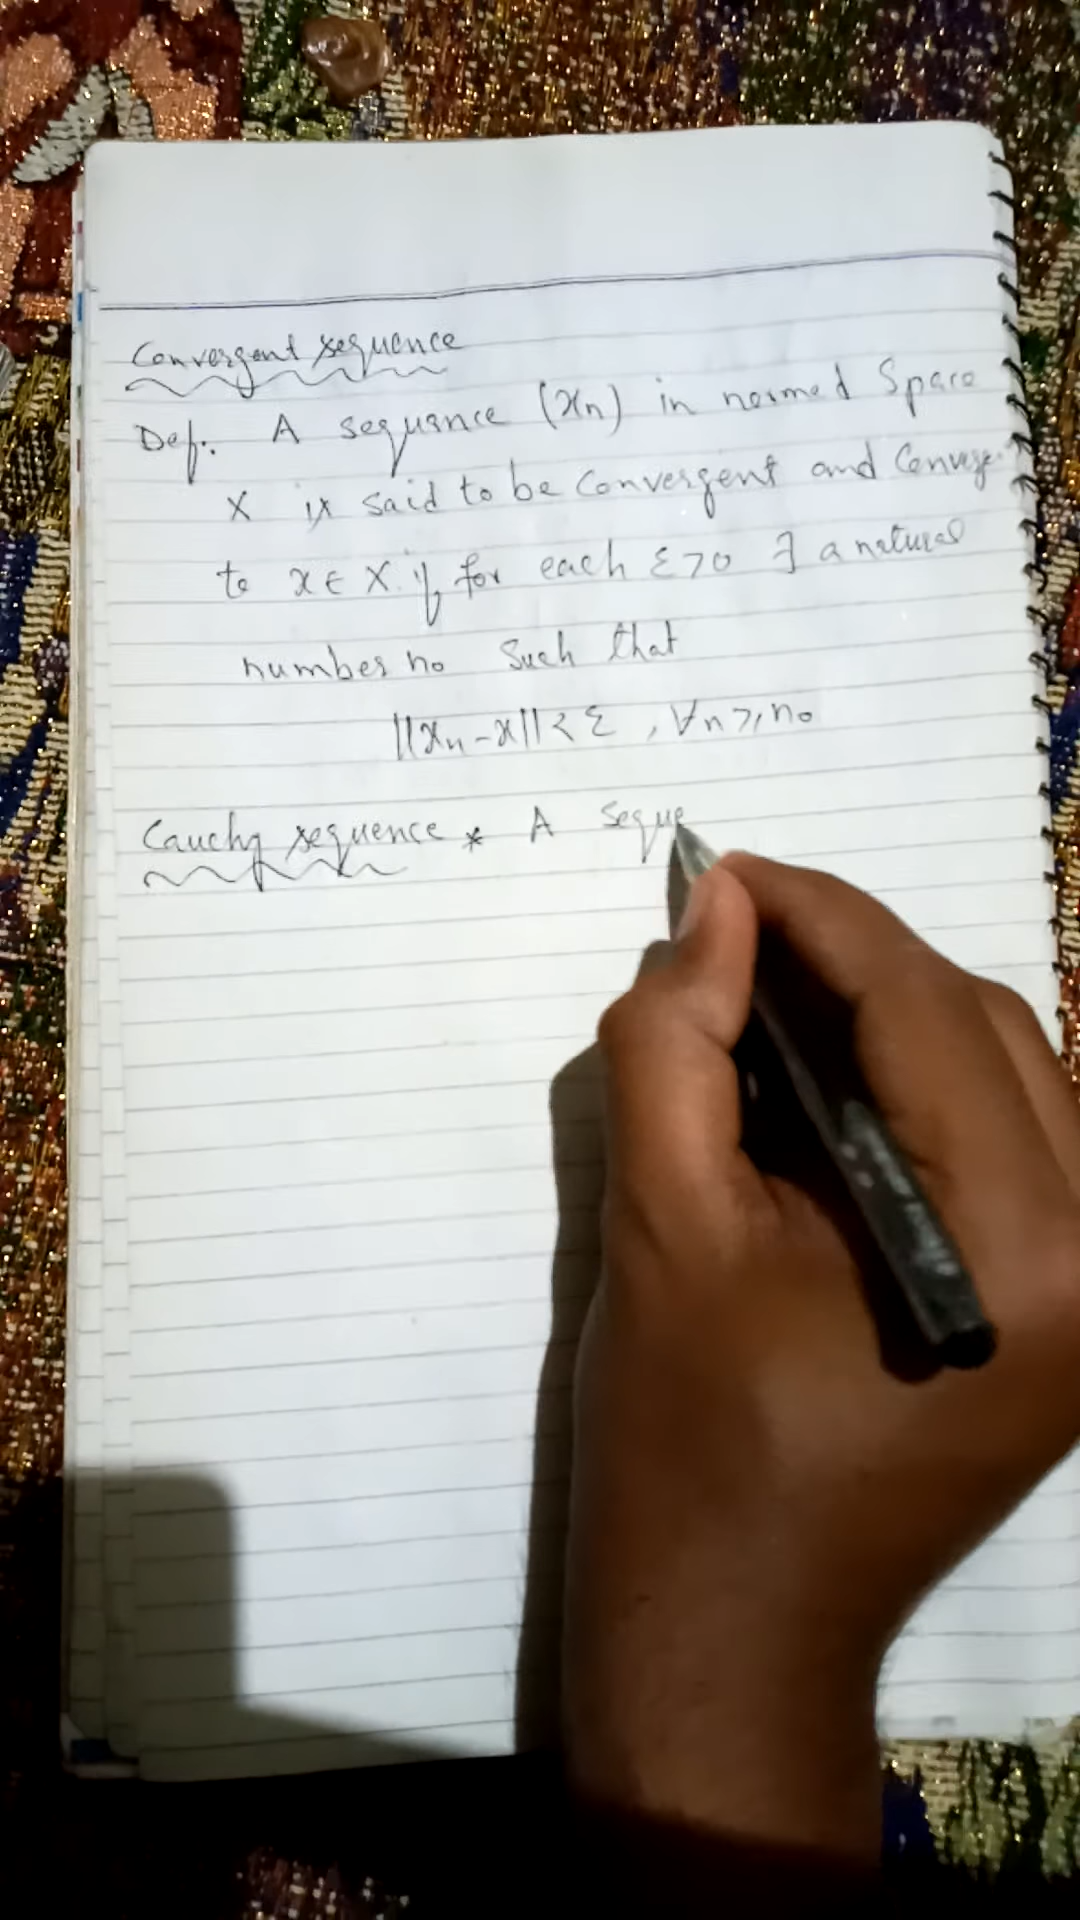 Convergent sequence
Def. A sequence (xn) in normed Space
X is said to be Convergent and Converge
to x ∈ X if for each ε>0 ∃ a natural
number n₀ Such that
||xn-x|| < ε , ∀n ≥ n₀
Cauchy sequence * A Seque